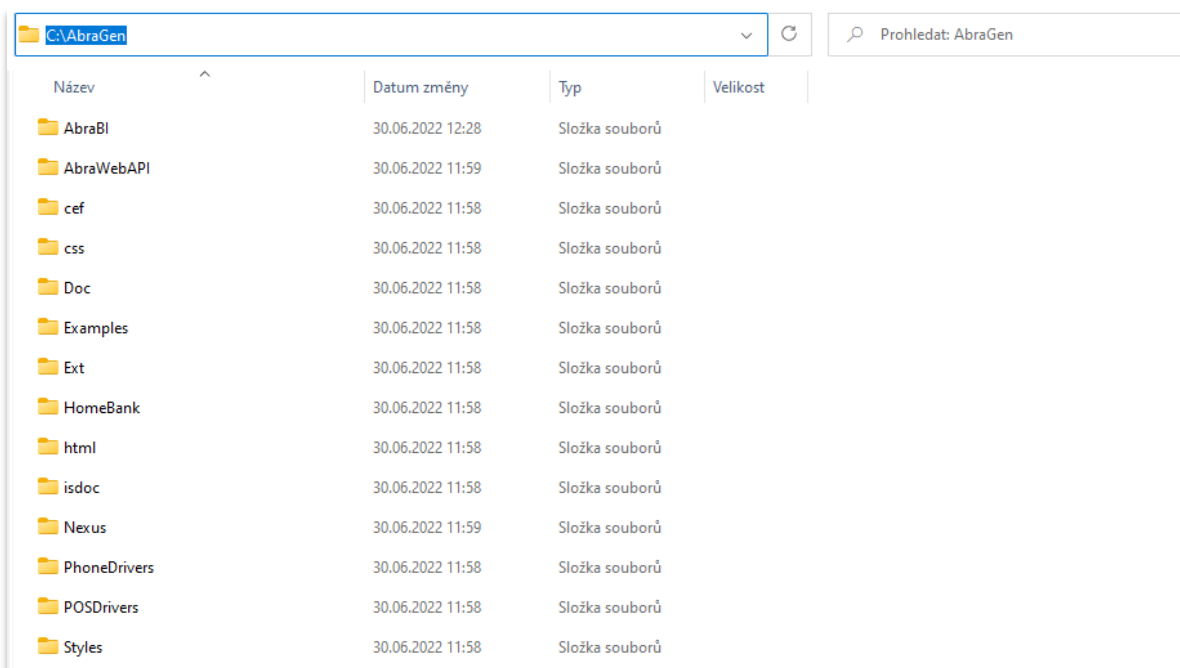 C:\AbraGen Prohledat: AbraGen
Název Datum změny Typ Velikost
AbraBI 30.06.2022 12:28 Složka souborů
AbraWebAPI 30.06.2022 11:59 Složka souborů
cef 30.06.2022 11:58 Složka souborů
css 30.06.2022 11:58 Složka souborů
Doc 30.06.2022 11:58 Složka souborů
Examples 30.06.2022 11:58 Složka souborů
Ext 30.06.2022 11:58 Složka souborů
HomeBank 30.06.2022 11:58 Složka souborů
html 30.06.2022 11:58 Složka souborů
isdoc 30.06.2022 11:58 Složka souborů
Nexus 30.06.2022 11:59 Složka souborů
PhoneDrivers 30.06.2022 11:58 Složka souborů
POSDrivers 30.06.2022 11:58 Složka souborů
Styles 30.06.2022 11:58 Složka souborů